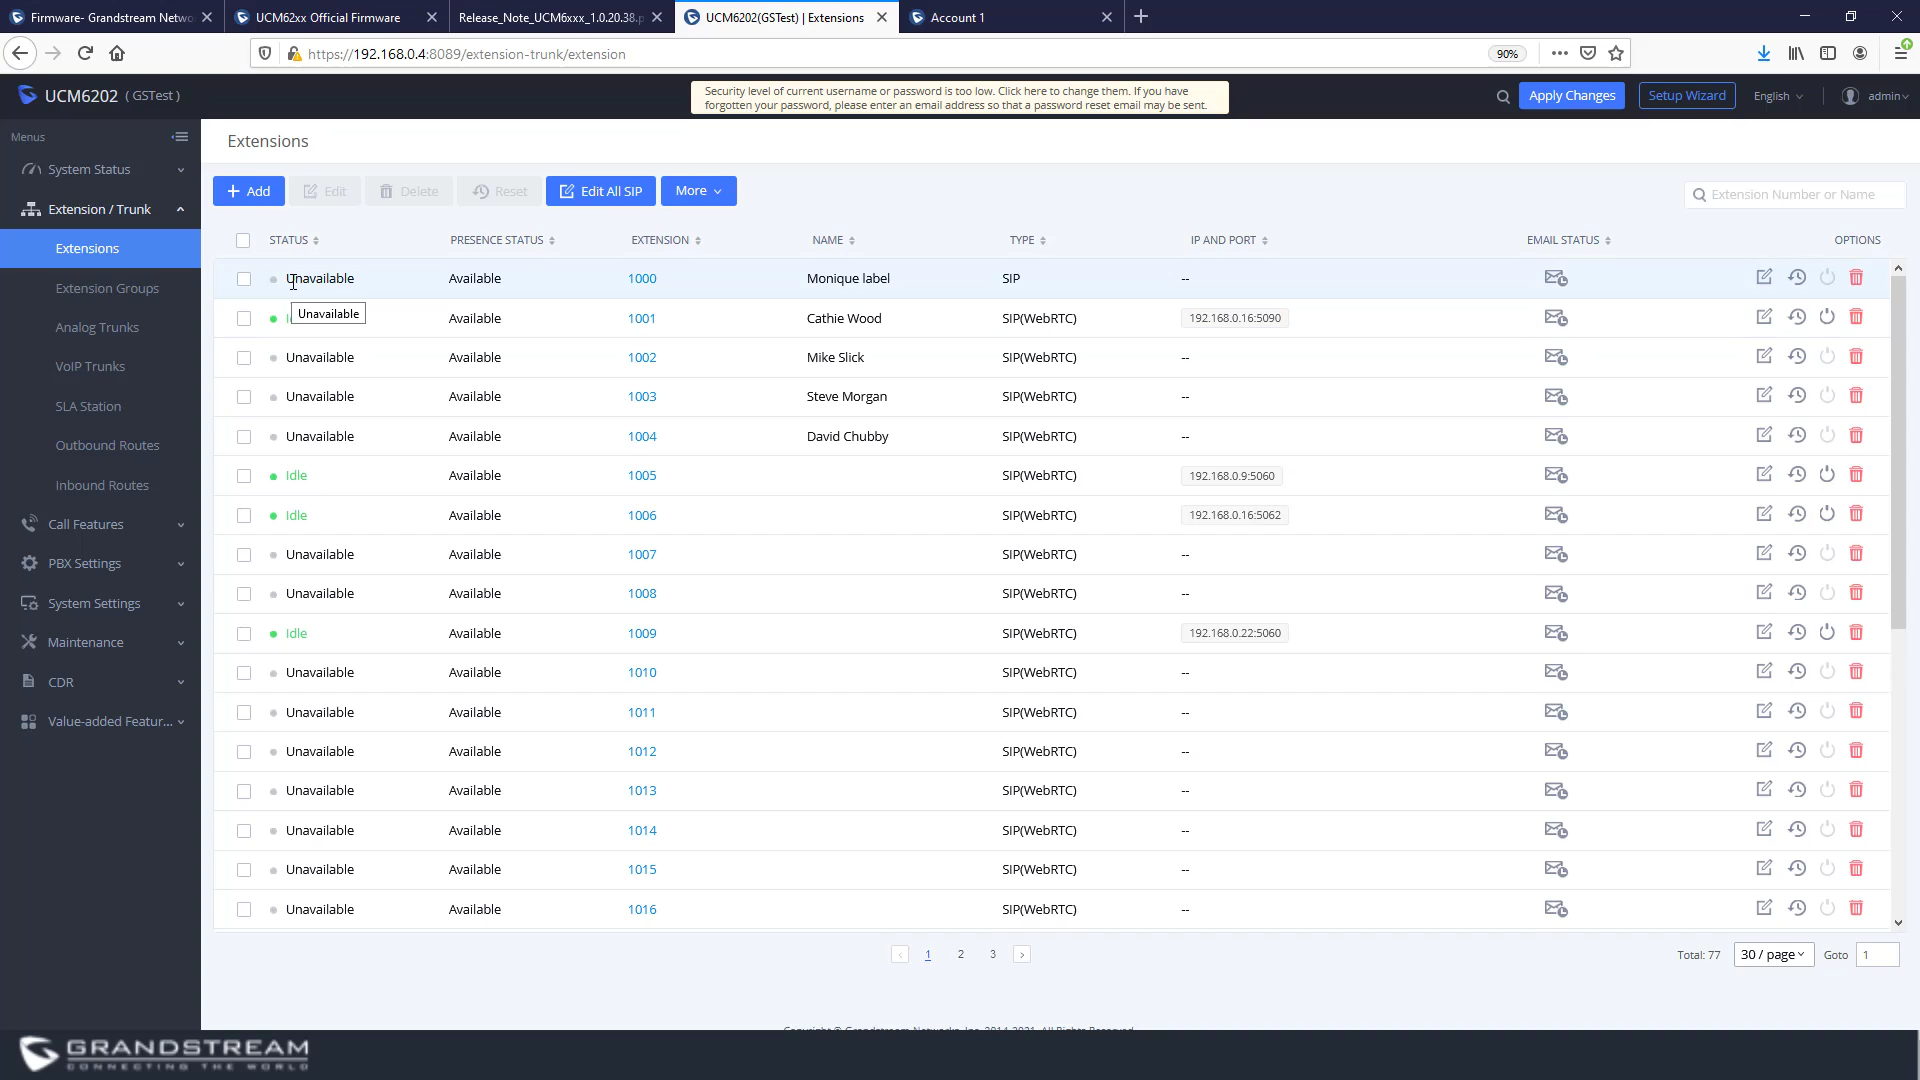 Firmware- Grandstream Netwo
UCM62xx Official Firmware
Release_Note_UCM6xxx_1.0.20.38.p
UCM6202(GSTest) | Extensions
Account 1
https://192.168.0.4:8089/extension-trunk/extension
90%
UCM6202 ( GSTest )
Security level of current username or password is too low. Click here to change them. If you have
forgotten your password, please enter an email address so that a password reset email may be sent.
Apply Changes
Setup Wizard
English
admin
Menus
System Status
Extension / Trunk
Extensions
Extension Groups
Analog Trunks
VoIP Trunks
SLA Station
Outbound Routes
Inbound Routes
Call Features
PBX Settings
System Settings
Maintenance
CDR
Value-added Featur...
Extensions
+ Add
Edit
Delete
Reset
Edit All SIP
More
Extension Number or Name
STATUS PRESENCE STATUS EXTENSION NAME TYPE IP AND PORT EMAIL STATUS OPTIONS
Unavailable Available 1000 Monique label SIP --
Unavailable
Available 1001 Cathie Wood SIP(WebRTC) 192.168.0.16:5090
Unavailable Available 1002 Mike Slick SIP(WebRTC) --
Unavailable Available 1003 Steve Morgan SIP(WebRTC) --
Unavailable Available 1004 David Chubby SIP(WebRTC) --
Idle Available 1005 SIP(WebRTC) 192.168.0.9:5060
Idle Available 1006 SIP(WebRTC) 192.168.0.16:5062
Unavailable Available 1007 SIP(WebRTC) --
Unavailable Available 1008 SIP(WebRTC) --
Idle Available 1009 SIP(WebRTC) 192.168.0.22:5060
Unavailable Available 1010 SIP(WebRTC) --
Unavailable Available 1011 SIP(WebRTC) --
Unavailable Available 1012 SIP(WebRTC) --
Unavailable Available 1013 SIP(WebRTC) --
Unavailable Available 1014 SIP(WebRTC) --
Unavailable Available 1015 SIP(WebRTC) --
Unavailable Available 1016 SIP(WebRTC) --
< 1 2 3 >
Total: 77 30 / page Goto 1
Copyright © Grandstream Networks, Inc. 2014-2021. All Rights Reserved.
GRANDSTREAM
CONNECTING THE WORLD